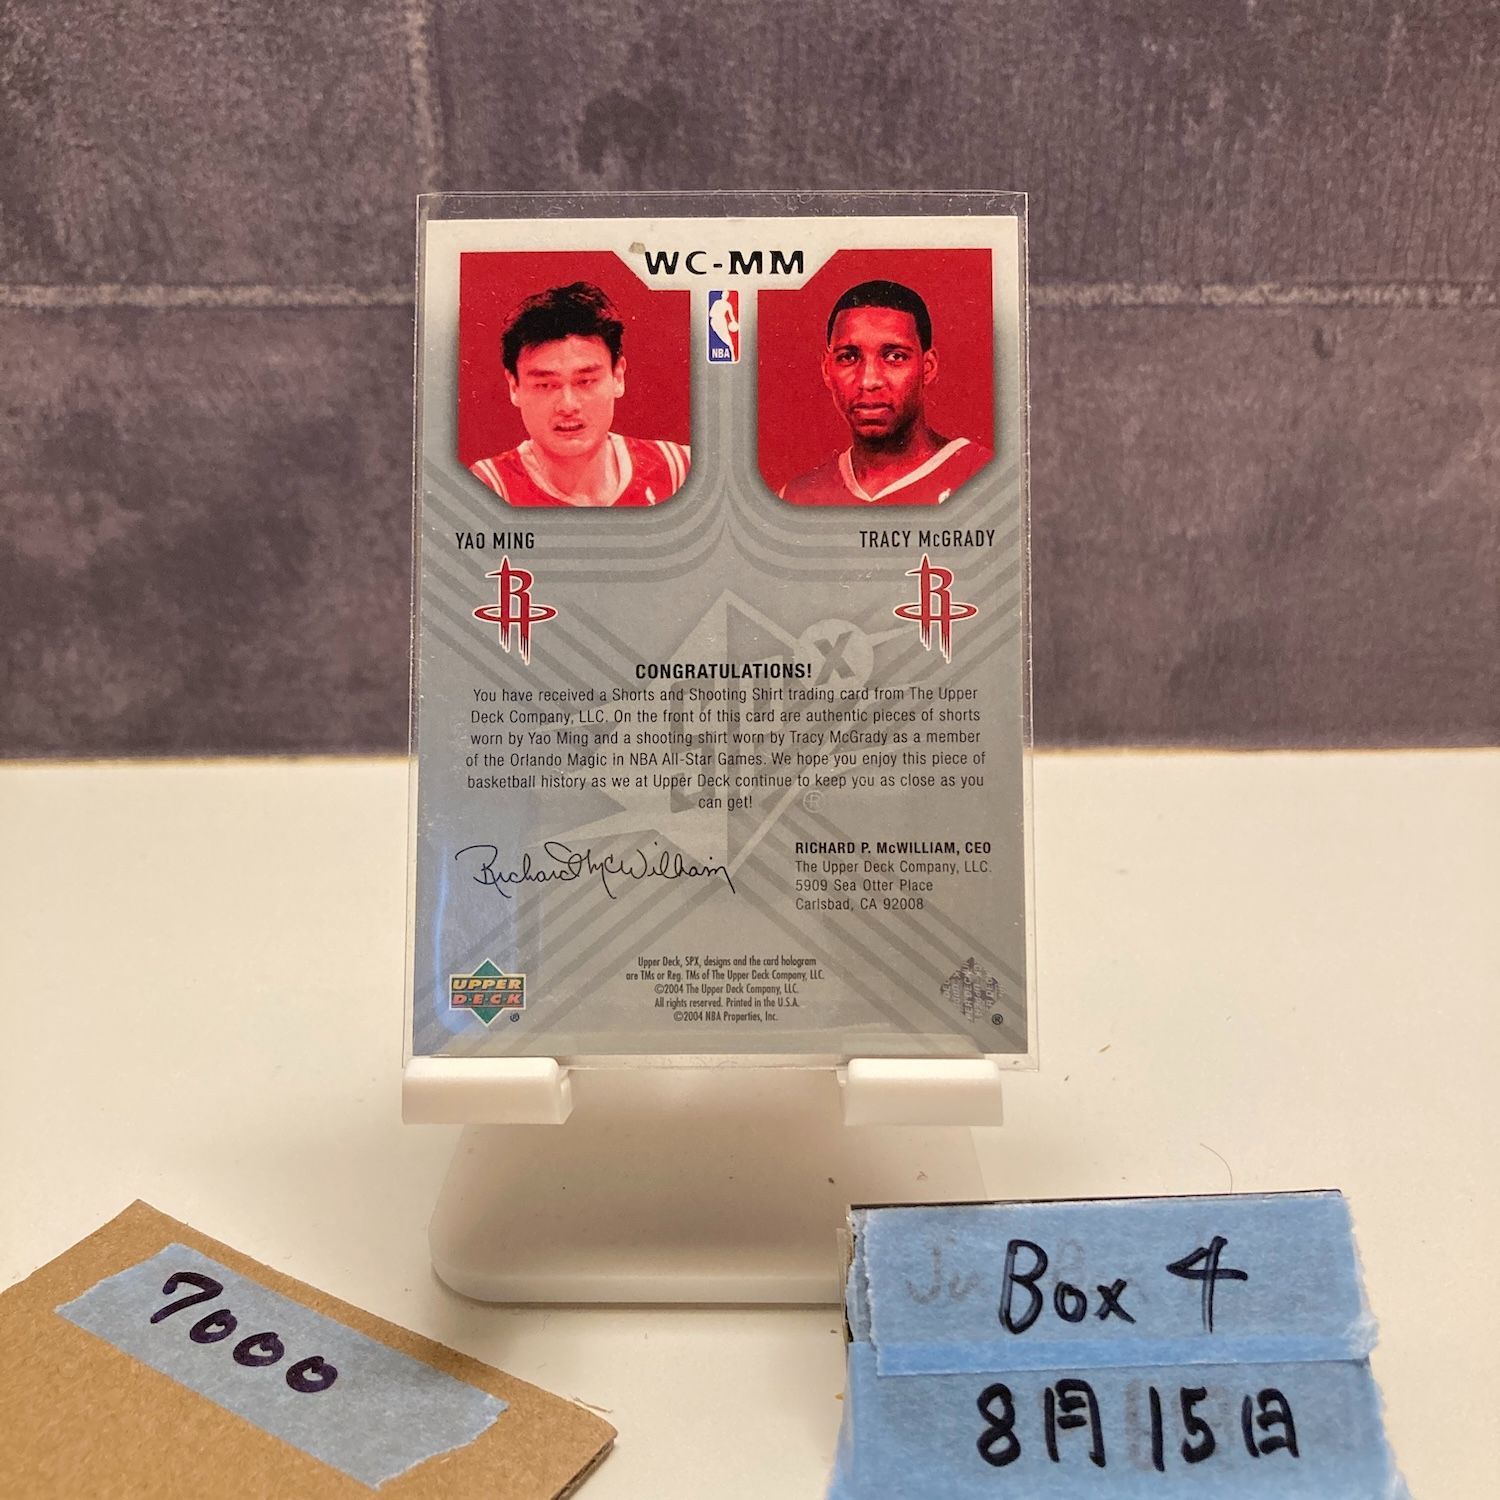 WC-MM
NBA
YAO MING
TRACY McGRADY
CONGRATULATIONS!
You have received a Shorts and Shooting Shirt trading card from The Upper
Deck Company, LLC. On the front of this card are authentic pieces of shorts
worn by Yao Ming and a shooting shirt worn by Tracy McGrady as a member
of the Orlando Magic in NBA All-Star Games. We hope you enjoy this piece of
basketball history as we at Upper Deck continue to keep you as close as you
can get!
Richard McWilliam
RICHARD P. McWILLIAM, CEO
The Upper Deck Company, LLC.
5909 Sea Otter Place
Carlsbad, CA 92008
Upper Deck, SPX, designs and the card hologram
are TMs or Reg. TMs of The Upper Deck Company, LLC.
©2004 The Upper Deck Company, LLC.
All rights reserved. Printed in the U.S.A.
©2004 NBA Properties, Inc.
UPPER
DECK
®
®
7000
Box 4
8月15日